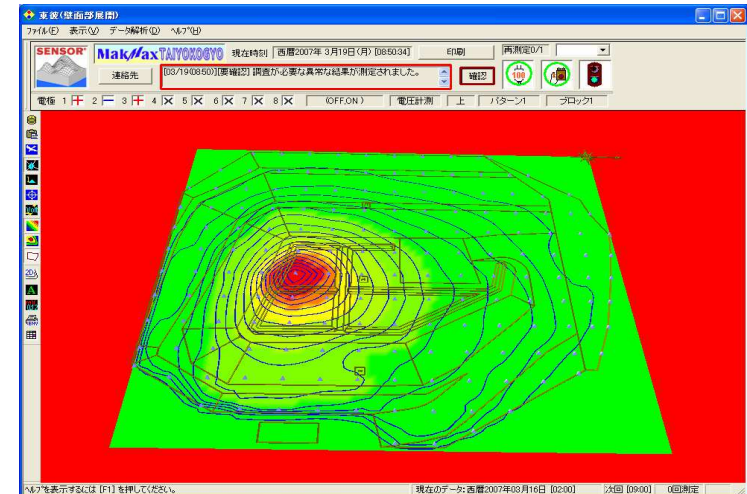 東彼(壁面部展開)
ファイル(F) 表示(V) データ解析(D) ヘルプ(H)
SENSOR Mak Max TAIYOKOGYO 現在時刻 西暦2007年 3月19日(月) [08:50:34] 印刷 再測定0/1
連絡先 [03/19(08:50)][要確認] 調査が必要な異常な結果が測定されました。 確認 100
電極 1 2 3 4 5 6 7 8 (OFF,ON) 電圧計測 上 パターン1 ブロック1
2D
A
ヘルプを表示するには [F1] を押してください。 現在のデータ: 西暦2007年03月16日 [02:00] 次回 [09:00] 0回測定